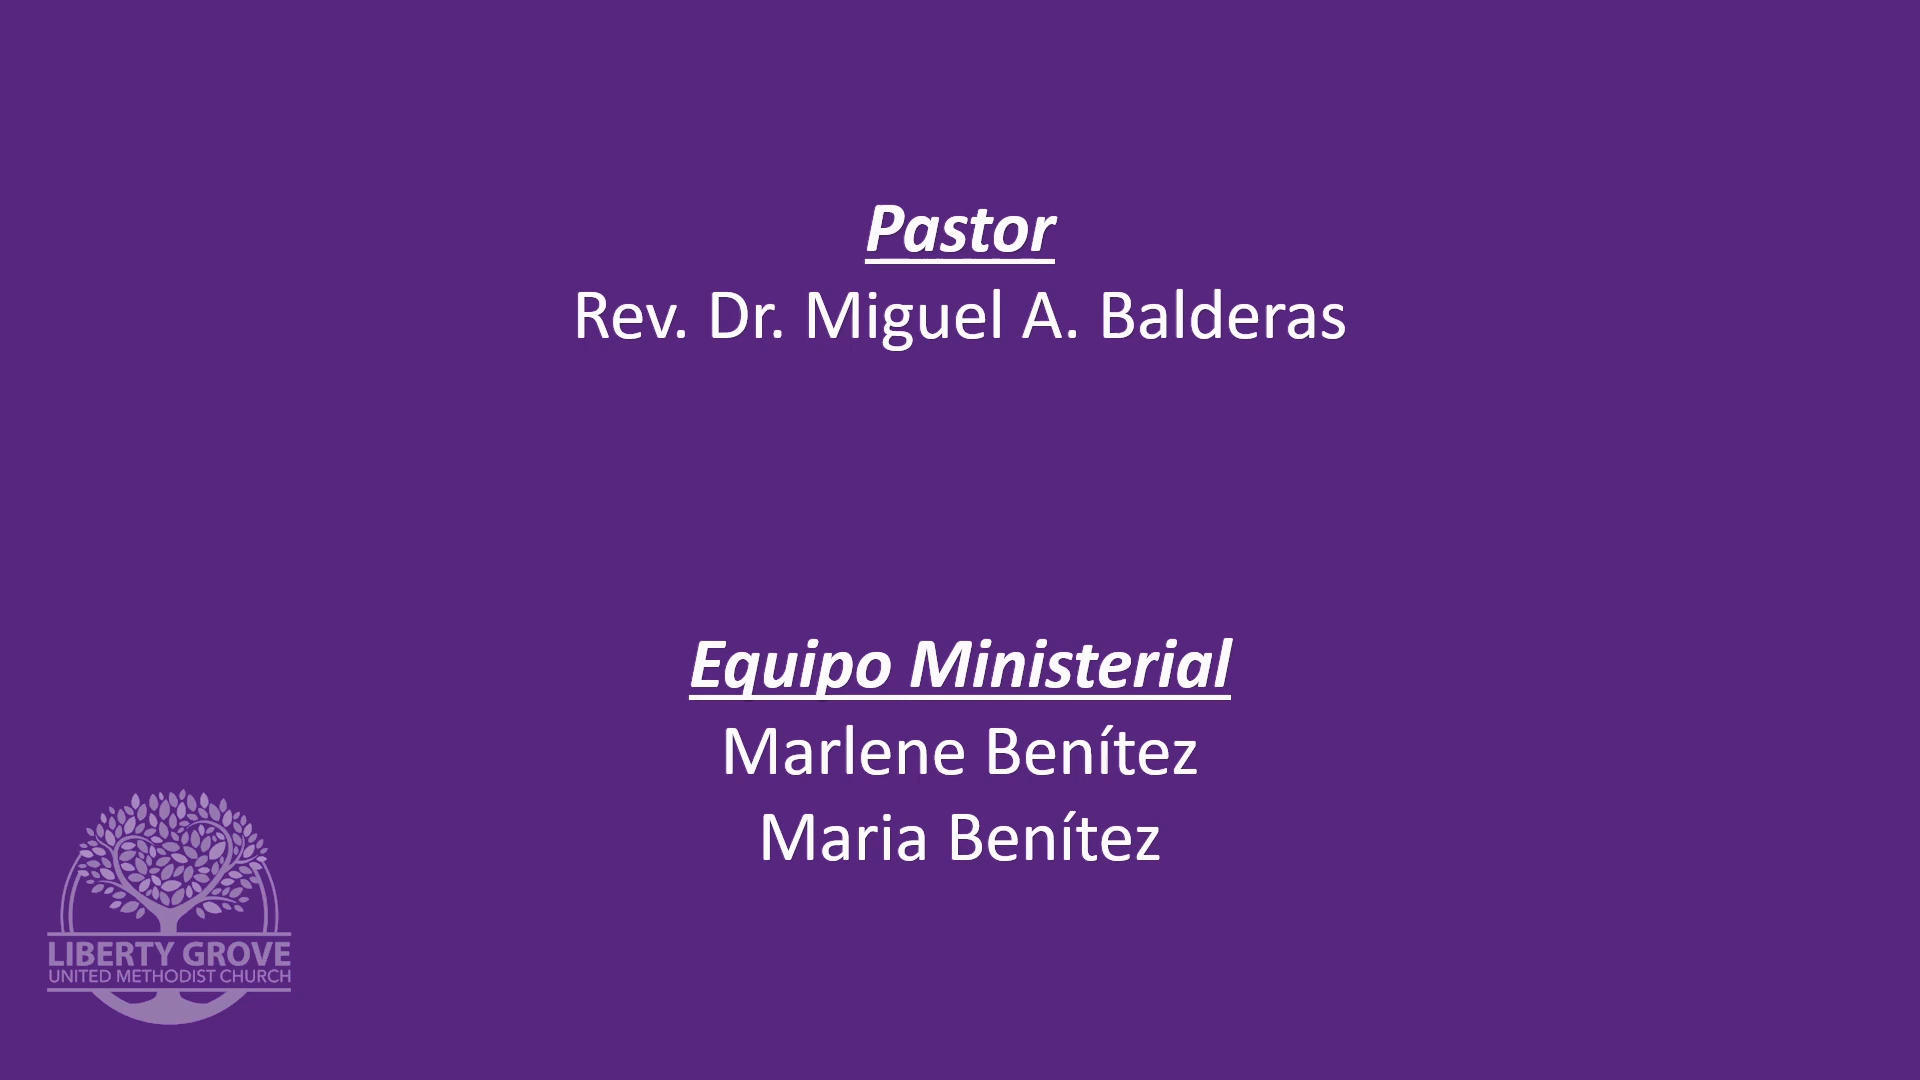 Pastor
Rev. Dr. Miguel A. Balderas
Equipo Ministerial
Marlene Benítez
Maria Benítez
LIBERTY GROVE
UNITED METHODIST CHURCH